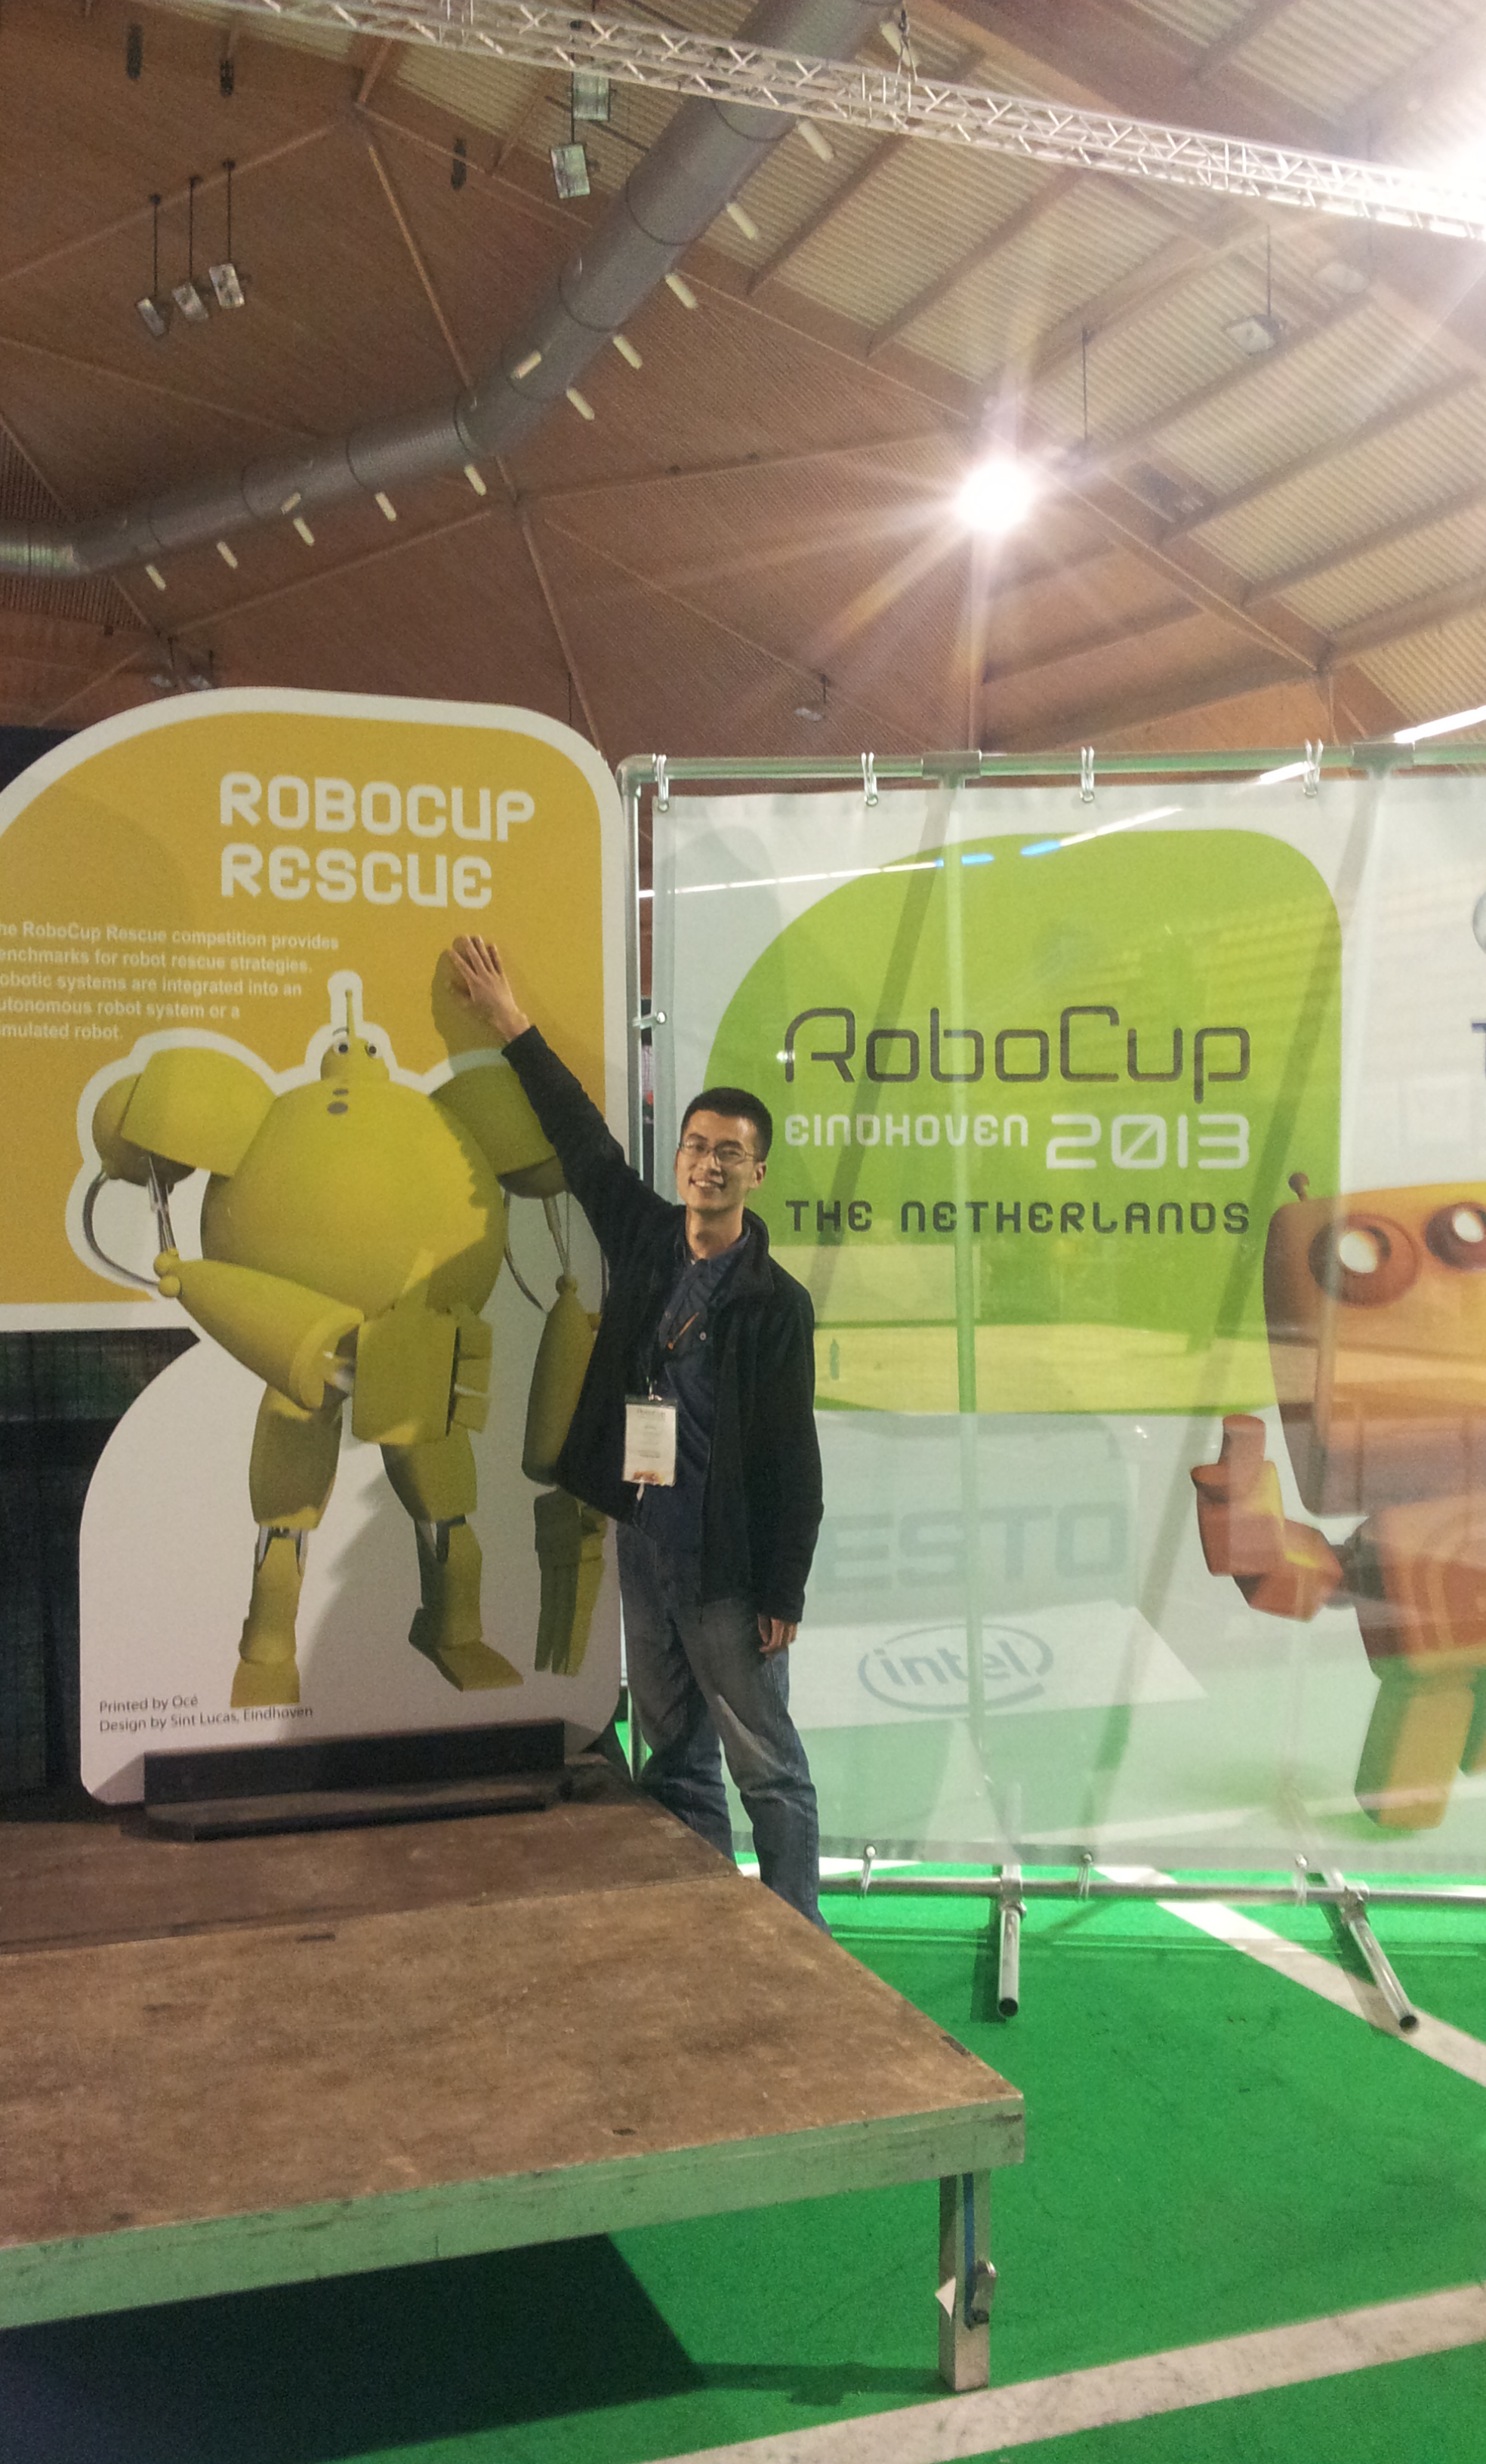 ROBOCUP
RESCUE
he RoboCup Rescue competition provides
enchmarks for robot rescue strategies.
obotic systems are integrated into an
utonomous robot system or a
imulated robot.
Printed by Océ
Design by Sint Lucas, Eindhoven
RoboCup
EINDHOVEN 2013
THE NETHERLANDS
ESTO
intel